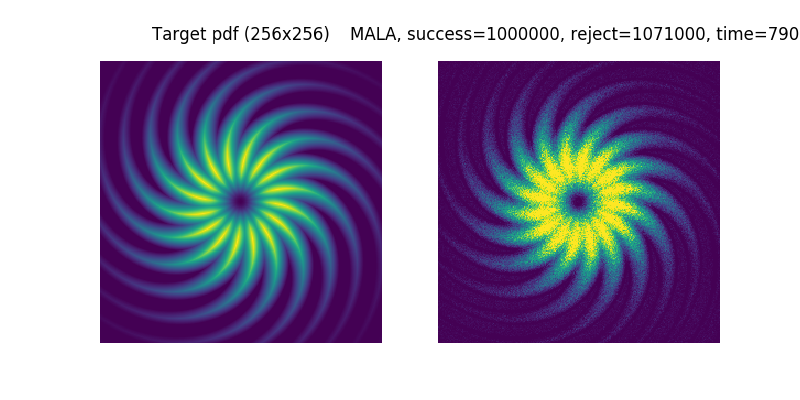 Target pdf (256x256)
MALA, success=1000000, reject=1071000, time=790